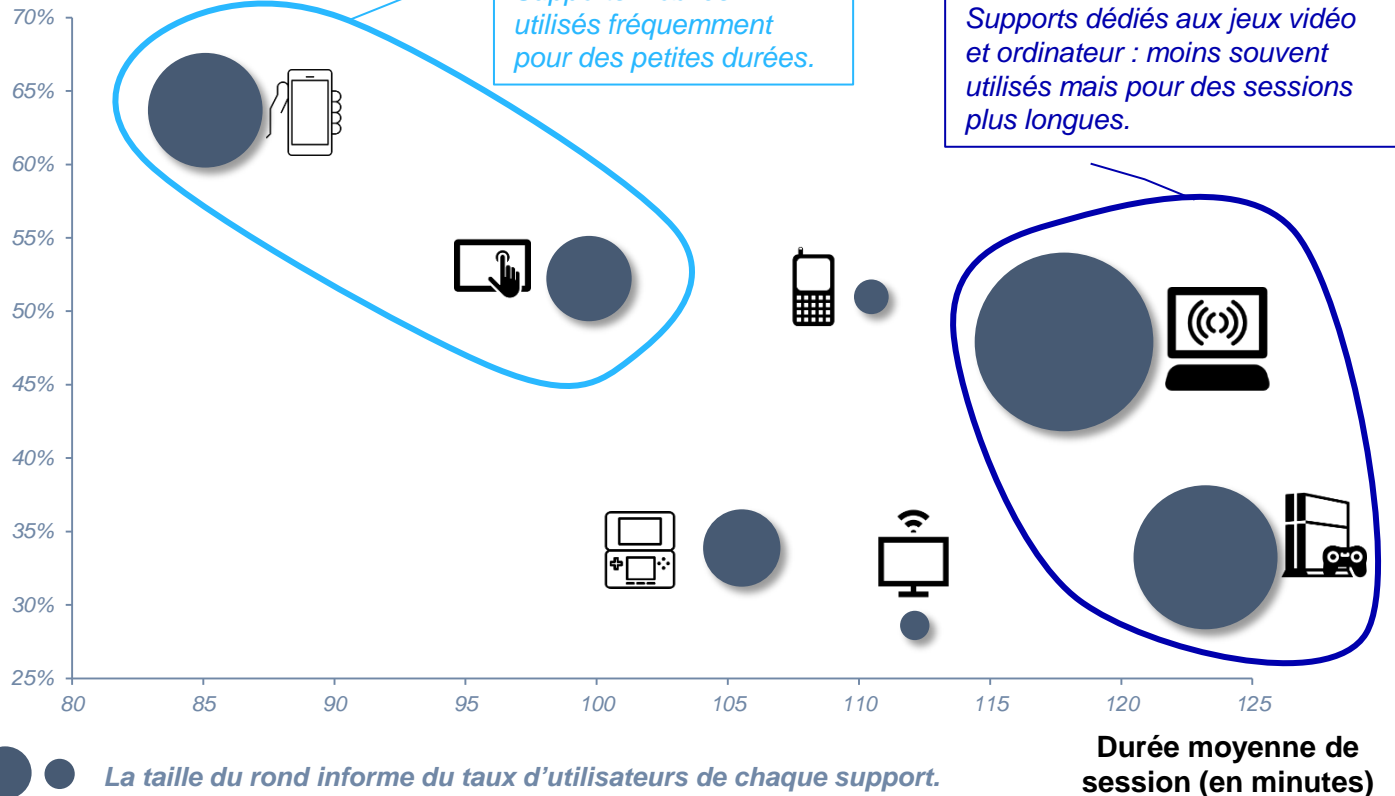 utilisés fréquemment
pour des petites durées.
Supports dédiés aux jeux vidéo
et ordinateur : moins souvent
utilisés mais pour des sessions
plus longues.
70%
65%
60%
55%
50%
45%
40%
35%
30%
25%
80 85 90 95 100 105 110 115 120 125
Durée moyenne de
session (en minutes)
La taille du rond informe du taux d’utilisateurs de chaque support.